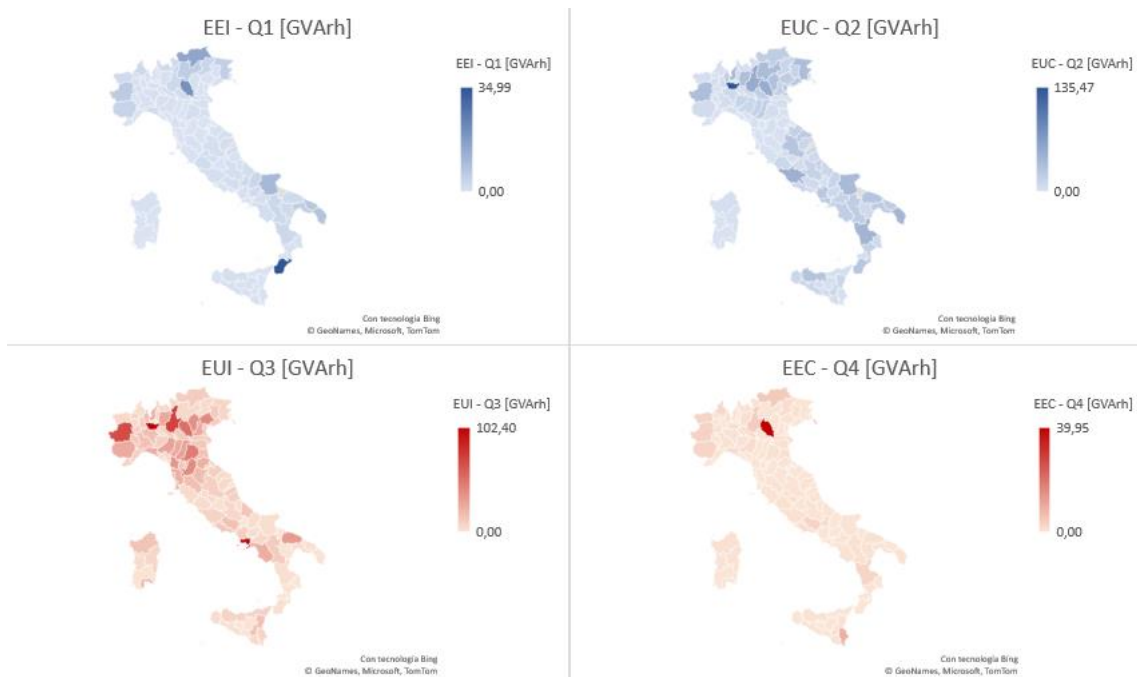 EEI - Q1 [GVArh]
EEI - Q1 [GVArh]
34,99
0,00
Con tecnologia Bing
© GeoNames, Microsoft, TomTom
EUC - Q2 [GVArh]
EUC - Q2 [GVArh]
135,47
0,00
Con tecnologia Bing
© GeoNames, Microsoft, TomTom
EUI - Q3 [GVArh]
EUI - Q3 [GVArh]
102,40
0,00
Con tecnologia Bing
© GeoNames, Microsoft, TomTom
EEC - Q4 [GVArh]
EEC - Q4 [GVArh]
39,95
0,00
Con tecnologia Bing
© GeoNames, Microsoft, TomTom